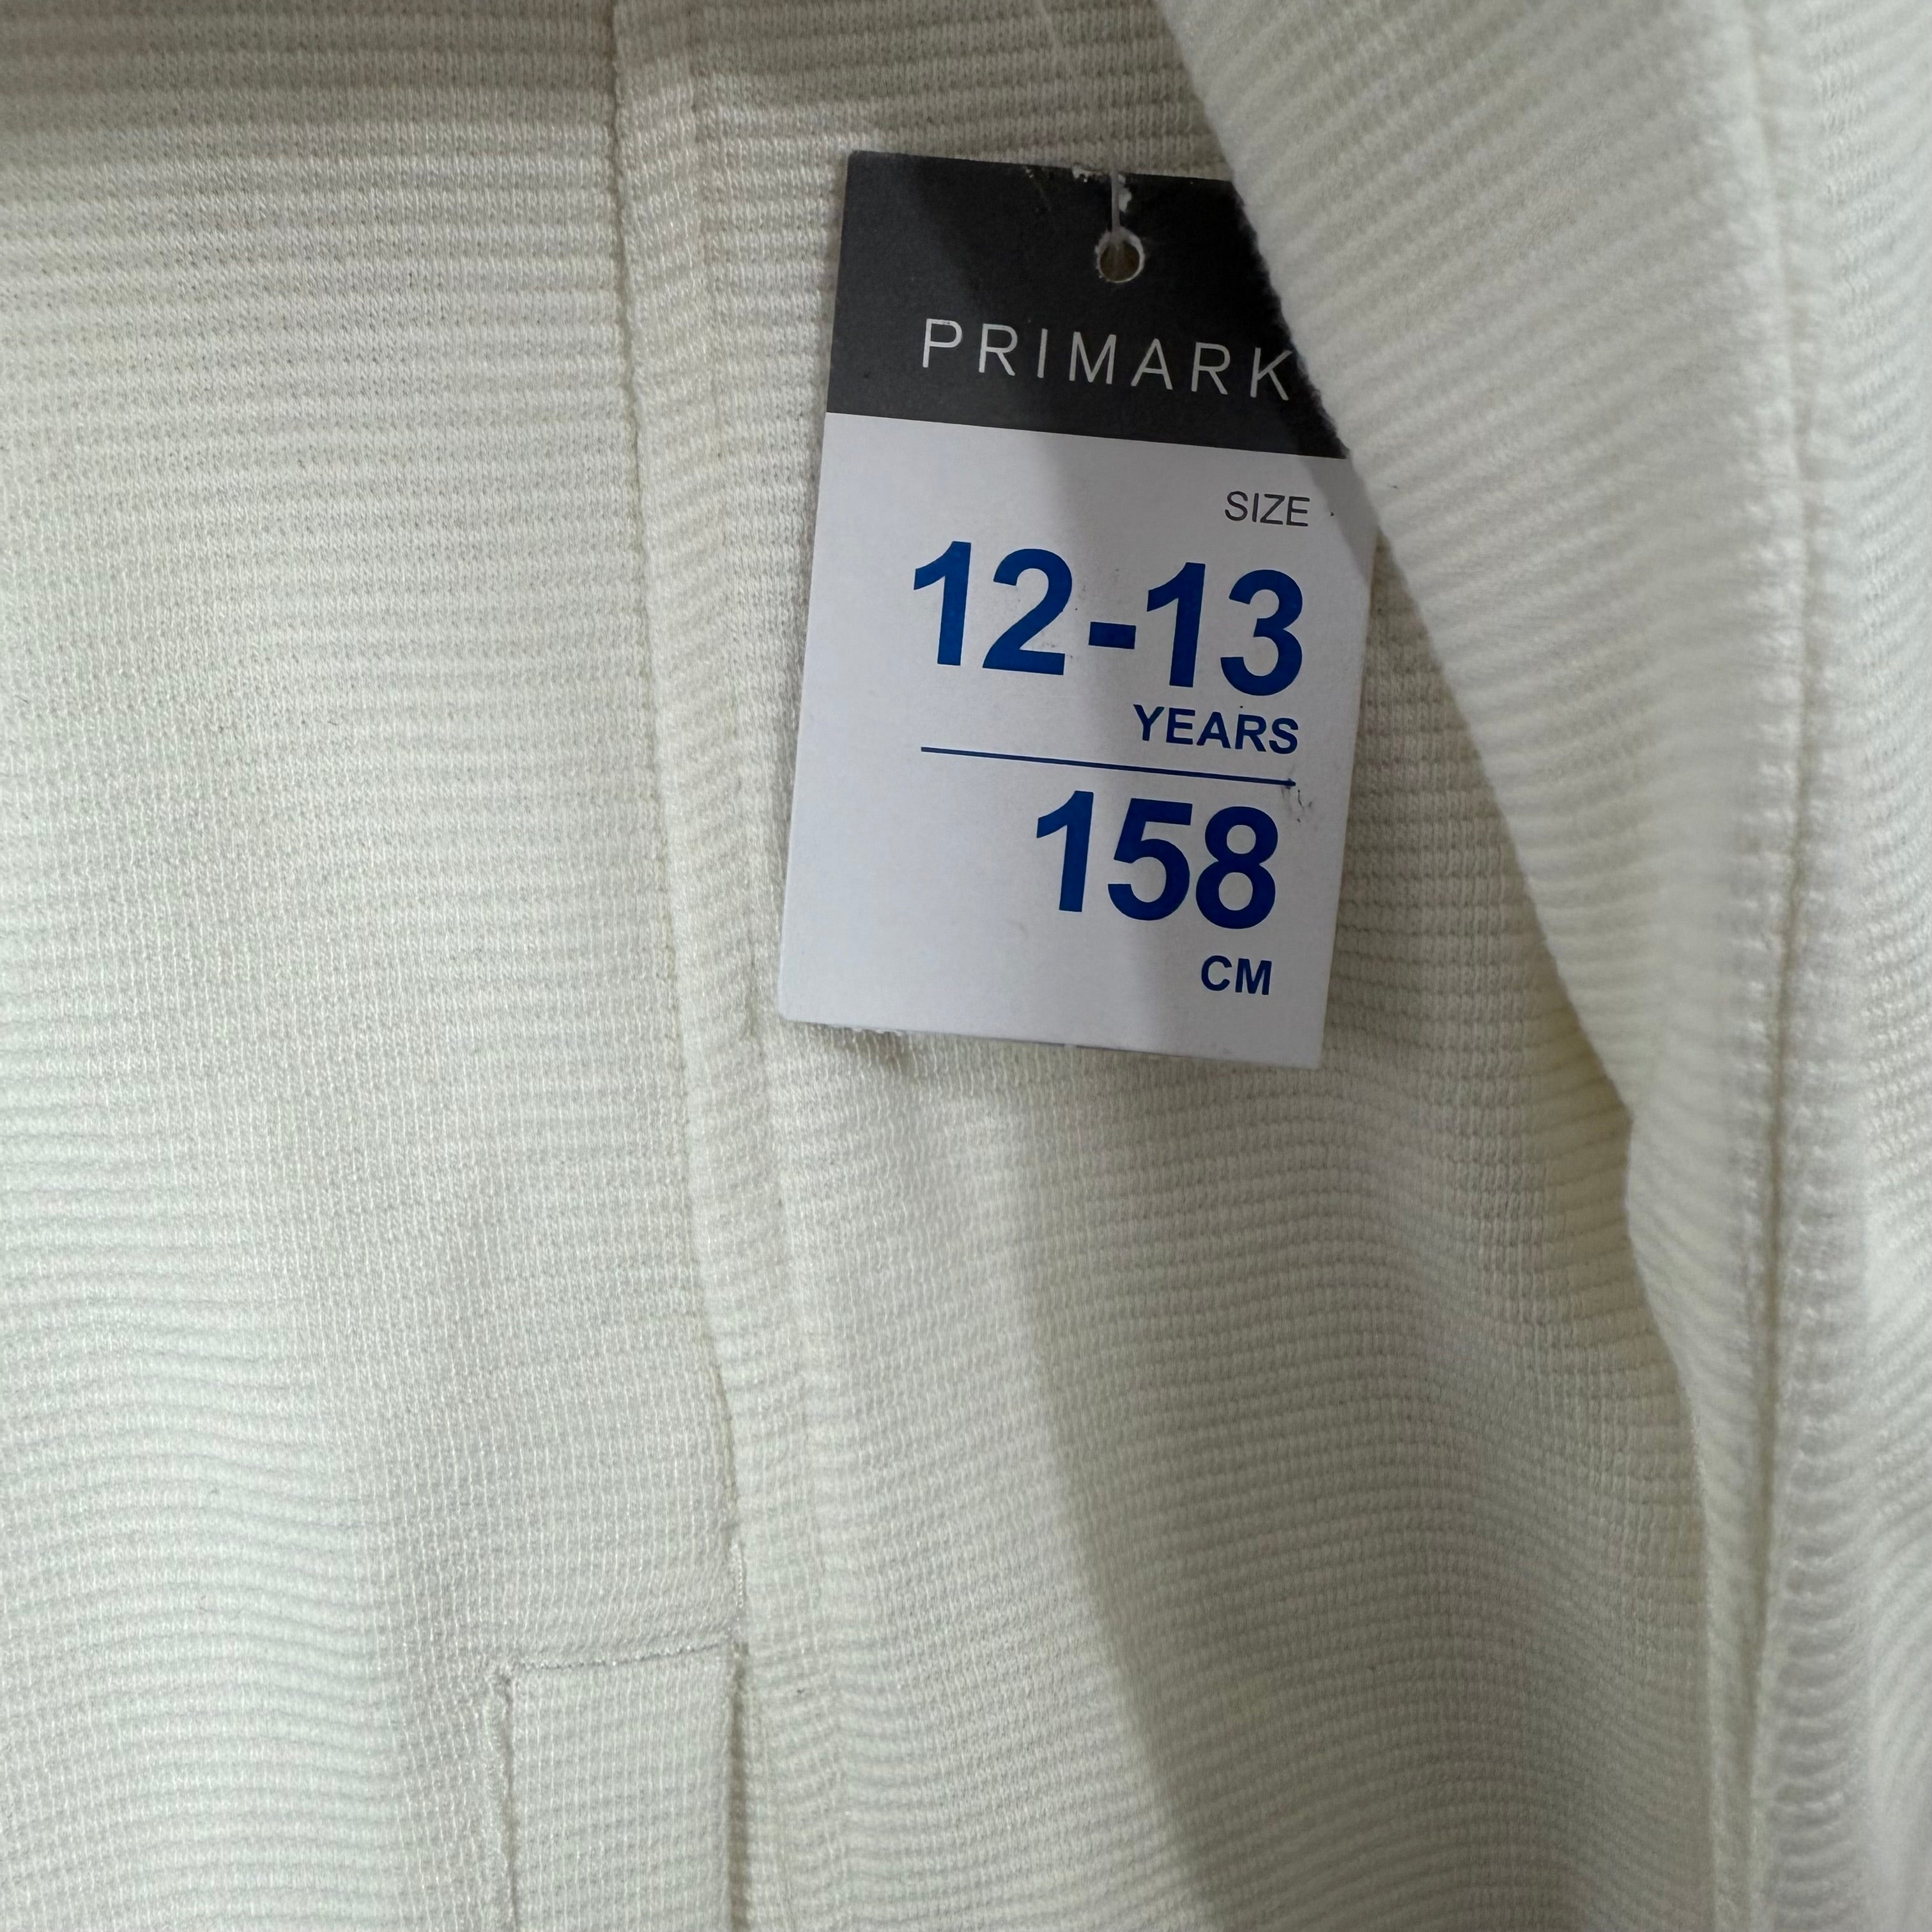 PRIMARK
SIZE
12-13
YEARS
158
CM